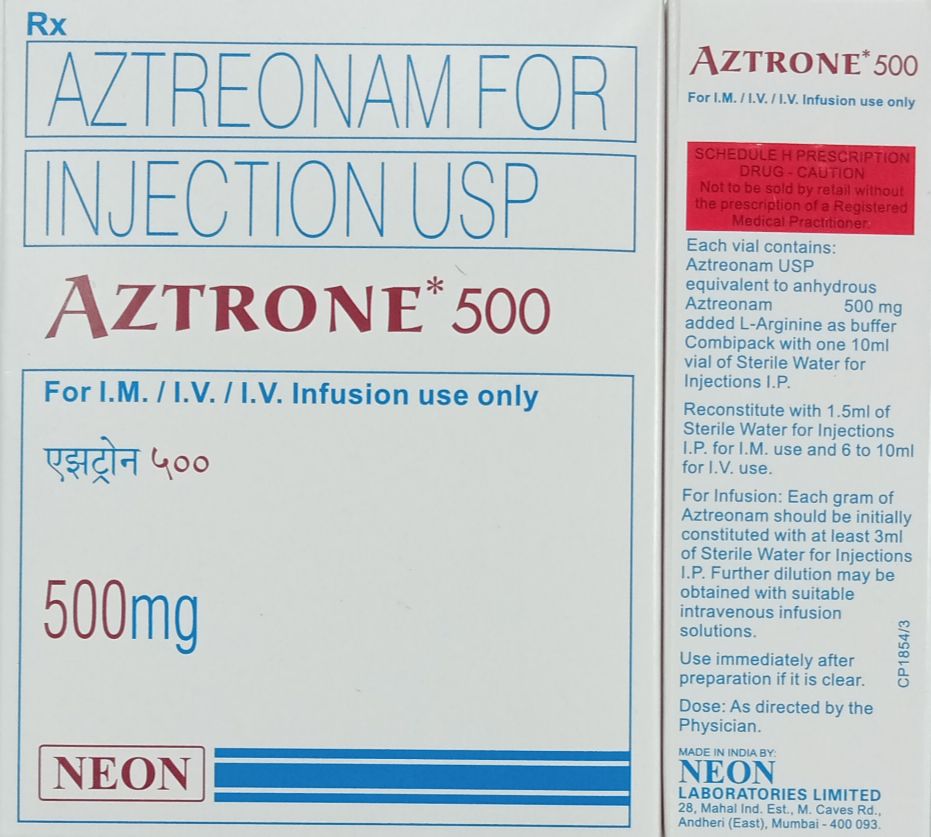 Rx
AZTREONAM FOR
INJECTION USP
AZTRONE* 500
For I.M. / I.V. / I.V. Infusion use only
एझट्रोन ५००
500mg
NEON
AZTRONE* 500
For I.M. / I.V. / I.V. Infusion use only
SCHEDULE H PRESCRIPTION
DRUG - CAUTION
Not to be sold by retail without
the prescription of a Registered
Medical Practitioner.
Each vial contains:
Aztreonam USP
equivalent to anhydrous
Aztreonam 500 mg
added L-Arginine as buffer
Combipack with one 10ml
vial of Sterile Water for
Injections I.P.
Reconstitute with 1.5ml of
Sterile Water for Injections
I.P. for I.M. use and 6 to 10ml
for I.V. use.
For Infusion: Each gram of
Aztreonam should be initially
constituted with at least 3ml
of Sterile Water for Injections
I.P. Further dilution may be
obtained with suitable
intravenous infusion
solutions.
Use immediately after
preparation if it is clear.
Dose: As directed by the
Physician.
CP1854/3
MADE IN INDIA BY:
NEON
LABORATORIES LIMITED
28, Mahal Ind. Est., M. Caves Rd.,
Andheri (East), Mumbai - 400 093.